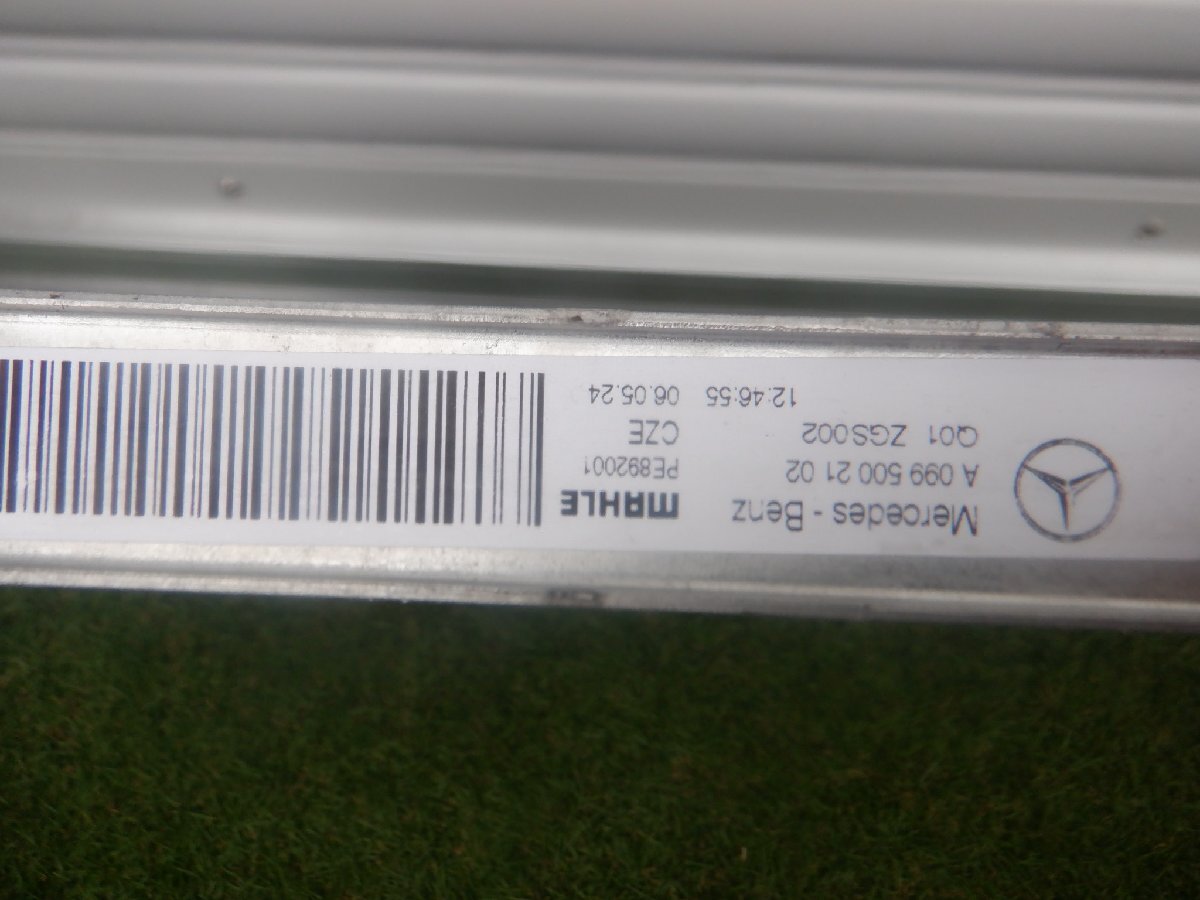 Mercedes - Benz
A 099 500 21 02
Q01 ZGS002
12:46:55 06.05.24
MAHLE
PE892001
CZE